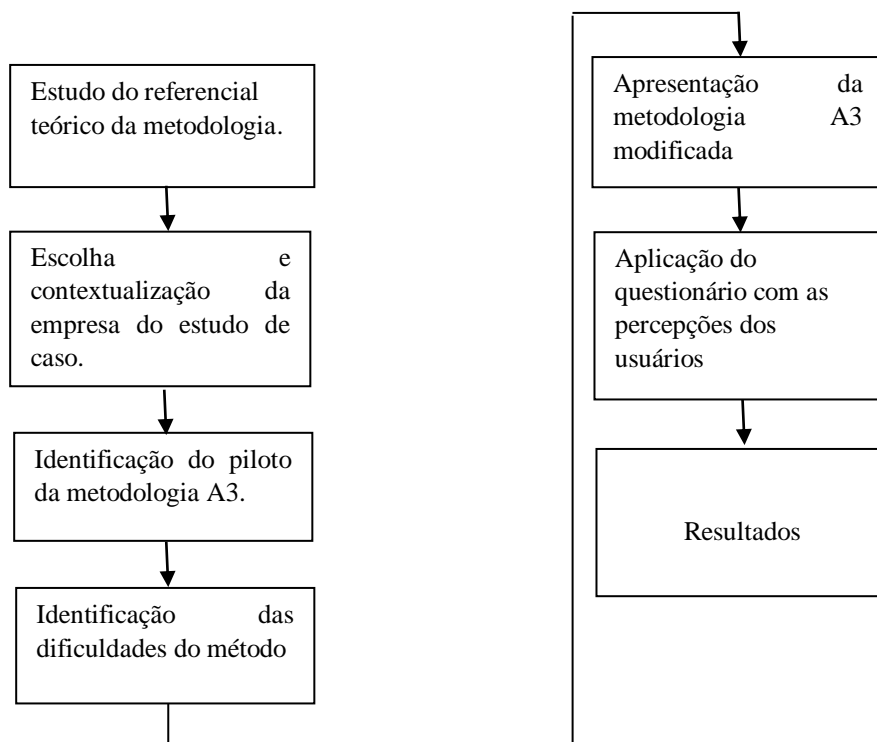 Estudo do referencial
teórico da metodologia.
Escolha e
contextualização da
empresa do estudo de
caso.
Identificação do piloto
da metodologia A3.
Identificação das
dificuldades do método
Apresentação da
metodologia A3
modificada
Aplicação do
questionário com as
percepções dos
usuários
Resultados